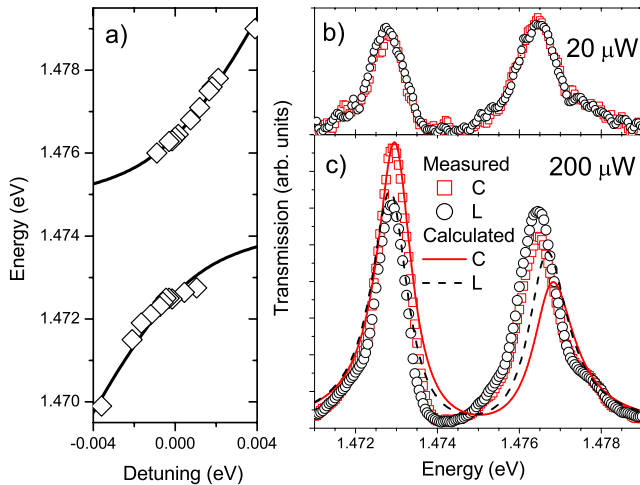 a)
1.478
1.476
1.474
1.472
1.470
Energy (eV)
-0.004
0.000
0.004
Detuning (eV)
Transmission (arb. units)
b)
20 μW
c)
200 μW
Measured
C
L
Calculated
C
L
1.472
1.474
1.476
1.478
Energy (eV)